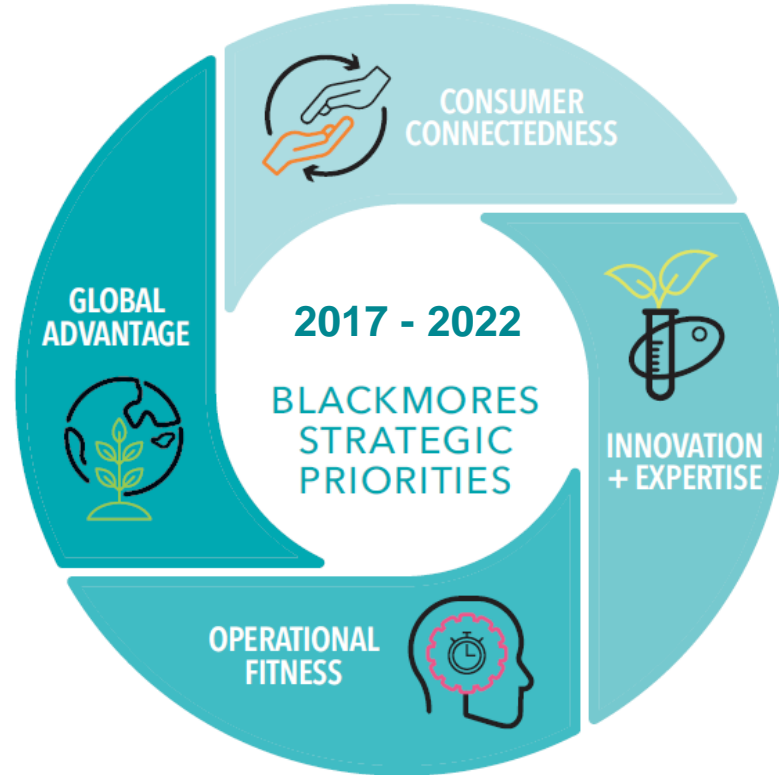 CONSUMER
CONNECTEDNESS
GLOBAL
ADVANTAGE
2017 - 2022
BLACKMORES
STRATEGIC
PRIORITIES
INNOVATION
+ EXPERTISE
OPERATIONAL
FITNESS